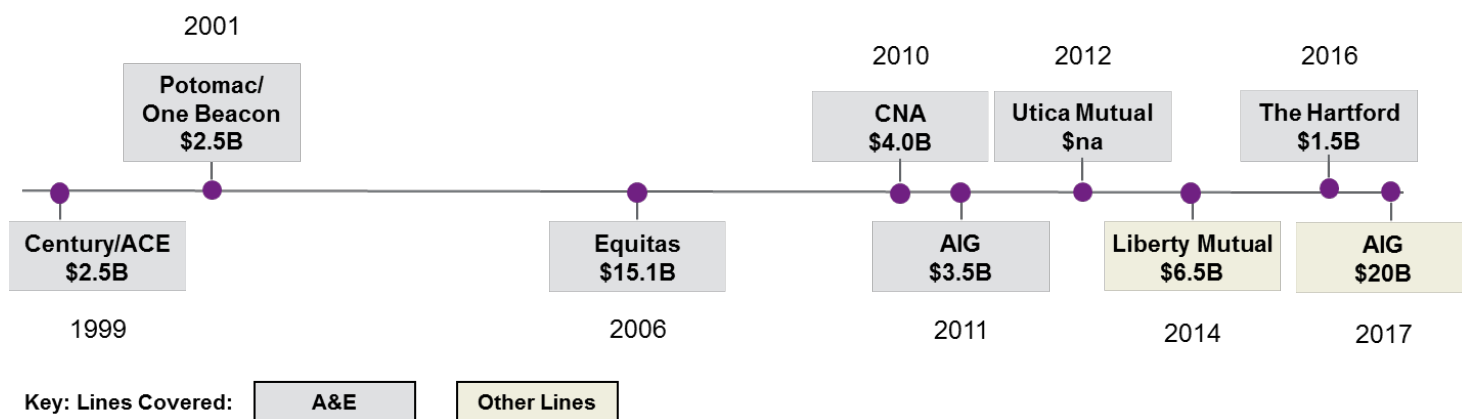 2001
Potomac/
One Beacon
$2.5B
2010
CNA
$4.0B
2012
Utica Mutual
$na
2016
The Hartford
$1.5B
Century/ACE
$2.5B
1999
Equitas
$15.1B
2006
AIG
$3.5B
2011
Liberty Mutual
$6.5B
2014
AIG
$20B
2017
Key: Lines Covered:
A&E
Other Lines